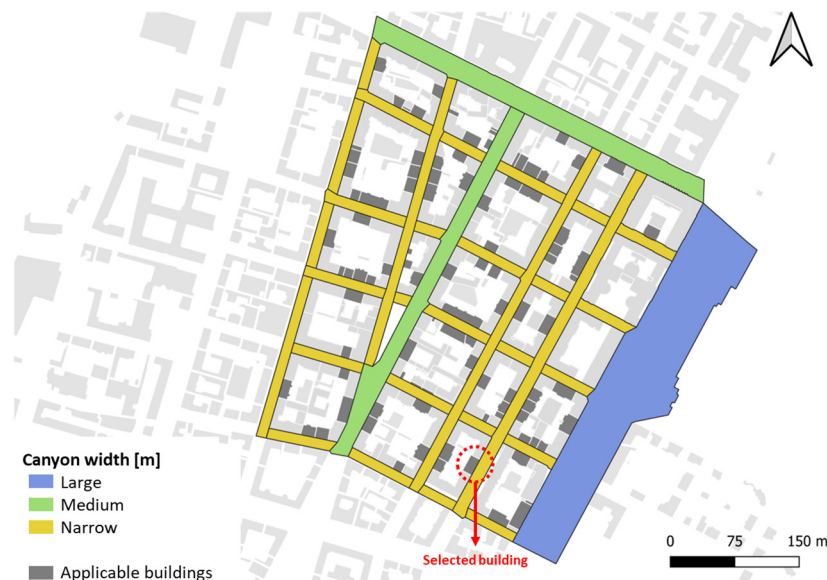 Canyon width [m]
Large
Medium
Narrow
Applicable buildings
Selected building
0 75 150 m